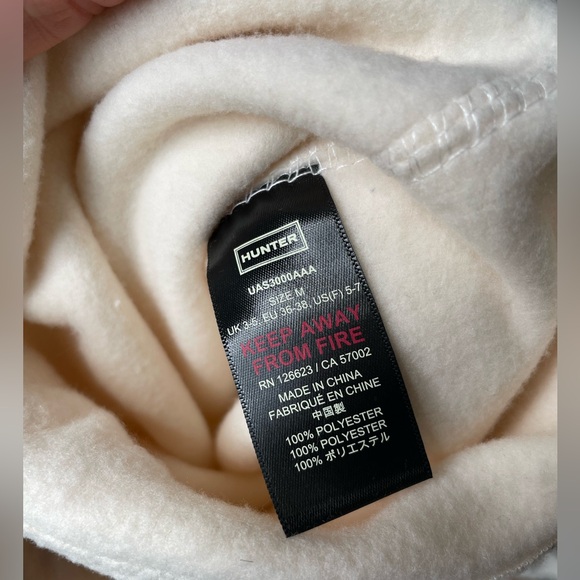 HUNTER
UAS3000AAA
SIZE M
UK 3-5, EU 36-38, US(F) 5-7
KEEP AWAY
FROM FIRE
RN 126623 / CA 57002
MADE IN CHINA
FABRIQUÉ EN CHINE
中国製
100% POLYESTER
100% POLYESTER
100% ポリエステル